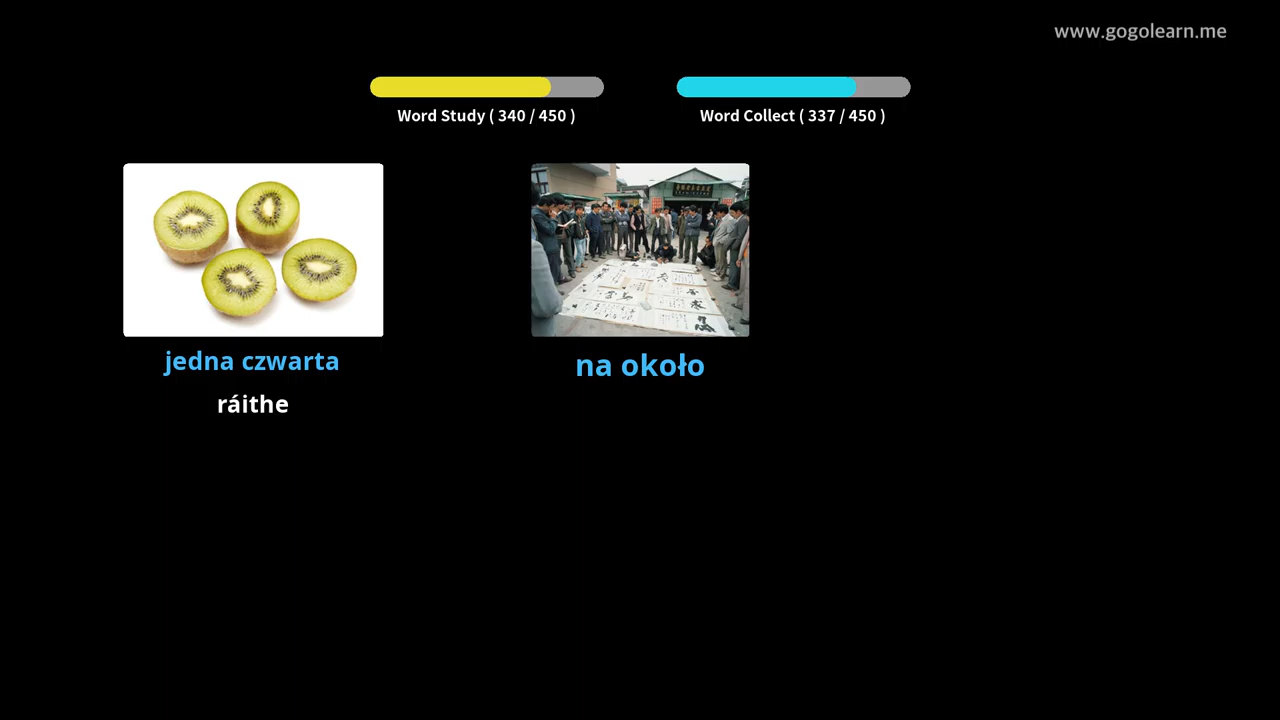 www.gogolearn.me
Word Study ( 340 / 450 )
Word Collect ( 337 / 450 )
jedna czwarta
ráithe
na około